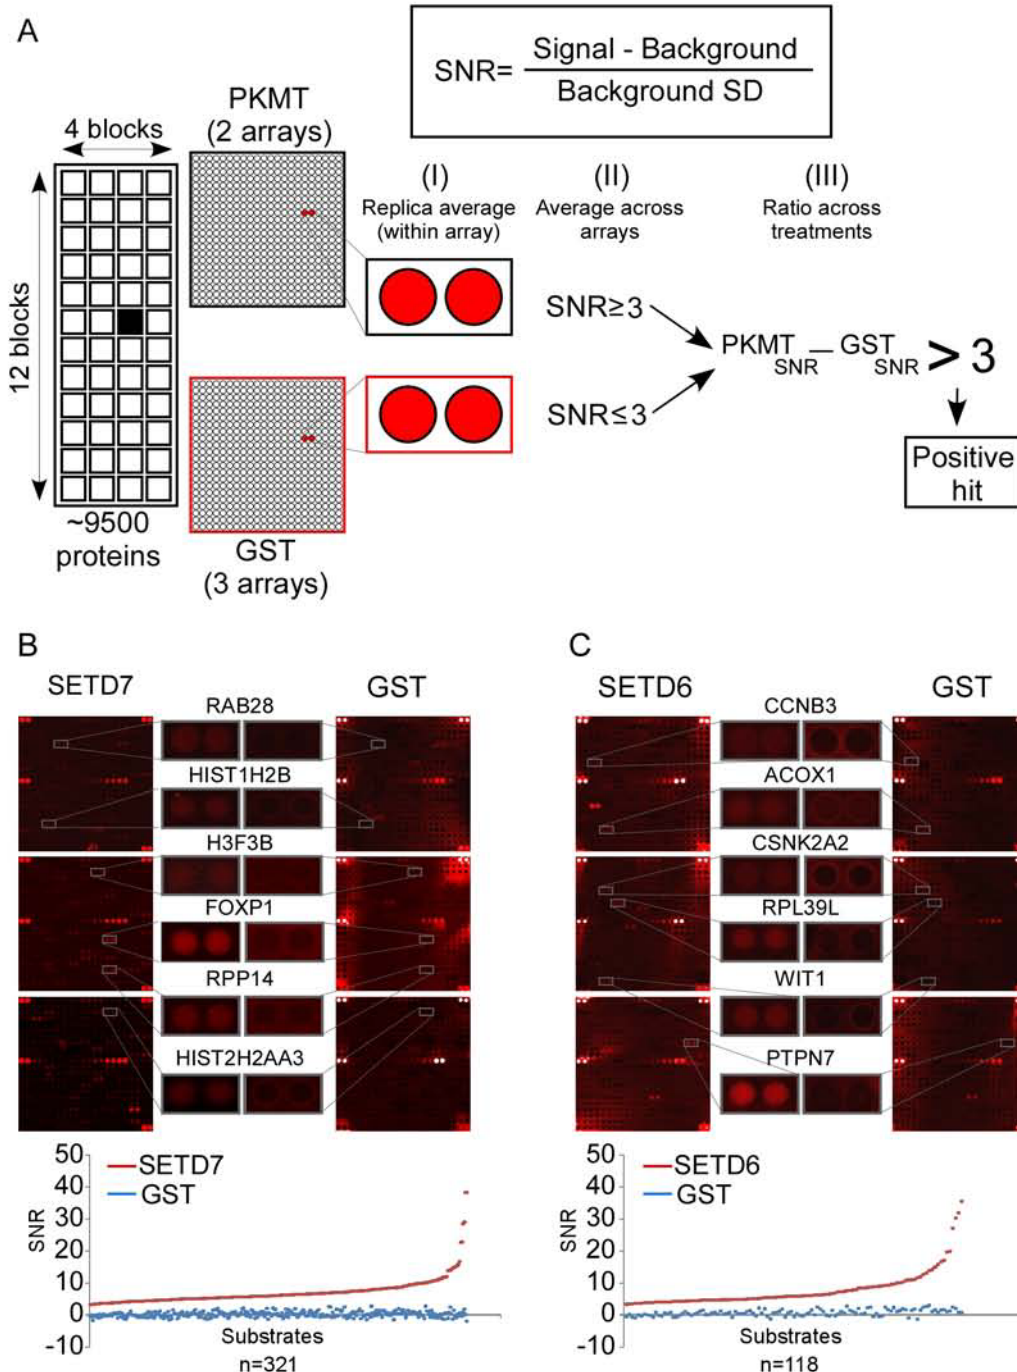 A
SNR=
Signal - Background
Background SD
4 blocks
12 blocks
~9500
proteins
PKMT
(2 arrays)
GST
(3 arrays)
(I)
Replica average
(within array)
(II)
Average across
arrays
(III)
Ratio across
treatments
SNR≥3
SNR≤3
PKMT SNR — GST SNR > 3
Positive
hit
B
SETD7
GST
RAB28
HIST1H2B
H3F3B
FOXP1
RPP14
HIST2H2AA3
50
40
30
20
10
0
-10
SNR
SETD7
GST
Substrates
n=321
C
SETD6
GST
CCNB3
ACOX1
CSNK2A2
RPL39L
WIT1
PTPN7
50
40
30
20
10
0
-10
SNR
SETD6
GST
Substrates
n=118